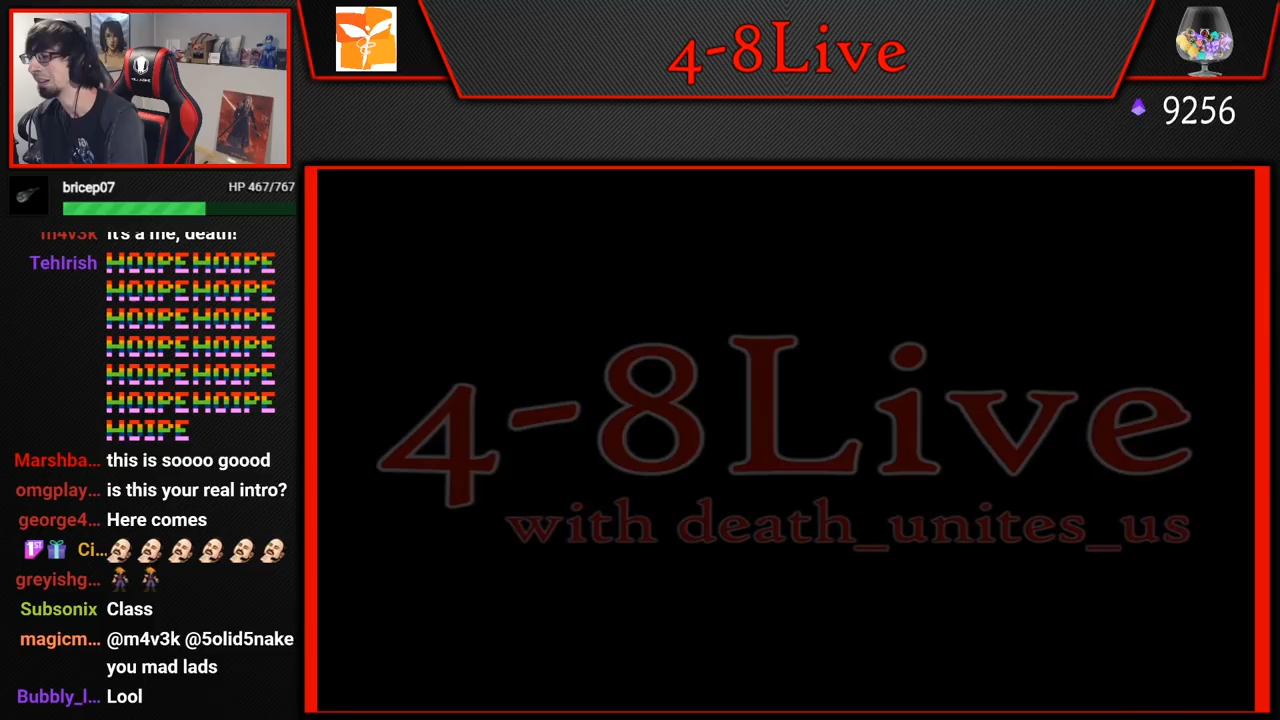 4-8Live
9256
bricep07 HP 467/767
m4v3k It's a me, death!
TehIrish HOIPE HOIPE
HOIPE HOIPE
HOIPE HOIPE
HOIPE HOIPE
HOIPE HOIPE
HOIPE HOIPE
HOIPE
Marshba... this is soooo goood
omgplay... is this your real intro?
george4... Here comes
1ST Ci...
greyishg...
Subsonix Class
magicm... @m4v3k @5olid5nake
you mad lads
Bubbly_l... Lool
4-8Live
with death_unites_us